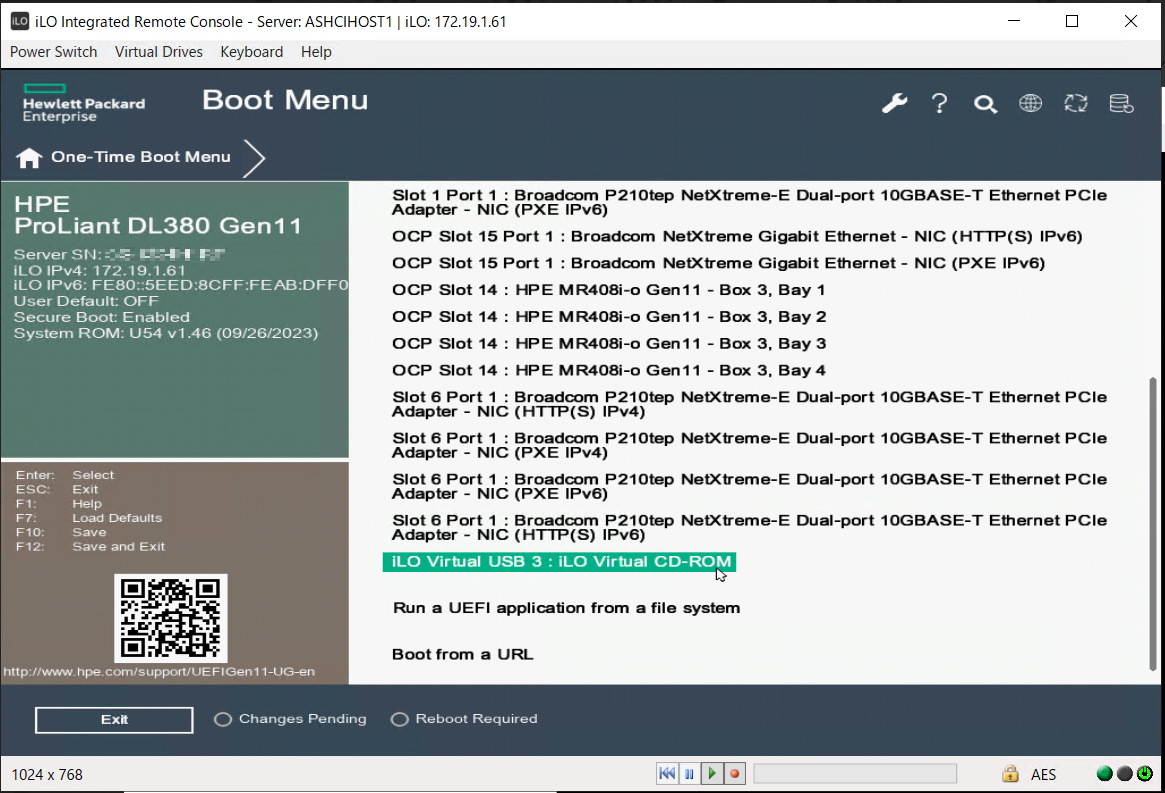 iLO iLO Integrated Remote Console - Server: ASHCIHOST1 | iLO: 172.19.1.61
Power Switch Virtual Drives Keyboard Help
Hewlett Packard
Enterprise
Boot Menu
One-Time Boot Menu
HPE
ProLiant DL380 Gen11
Server SN:
iLO IPv4: 172.19.1.61
iLO IPv6: FE80::5EED:8CFF:FEAB:DFF0
User Default: OFF
Secure Boot: Enabled
System ROM: U54 v1.46 (09/26/2023)
Enter: Select
ESC: Exit
F1: Help
F7: Load Defaults
F10: Save
F12: Save and Exit
http://www.hpe.com/support/UEFIGen11-UG-en
Slot 1 Port 1 : Broadcom P210tep NetXtreme-E Dual-port 10GBASE-T Ethernet PCIe
Adapter - NIC (PXE IPv6)
OCP Slot 15 Port 1 : Broadcom NetXtreme Gigabit Ethernet - NIC (HTTP(S) IPv6)
OCP Slot 15 Port 1 : Broadcom NetXtreme Gigabit Ethernet - NIC (PXE IPv6)
OCP Slot 14 : HPE MR408i-o Gen11 - Box 3, Bay 1
OCP Slot 14 : HPE MR408i-o Gen11 - Box 3, Bay 2
OCP Slot 14 : HPE MR408i-o Gen11 - Box 3, Bay 3
OCP Slot 14 : HPE MR408i-o Gen11 - Box 3, Bay 4
Slot 6 Port 1 : Broadcom P210tep NetXtreme-E Dual-port 10GBASE-T Ethernet PCIe
Adapter - NIC (HTTP(S) IPv4)
Slot 6 Port 1 : Broadcom P210tep NetXtreme-E Dual-port 10GBASE-T Ethernet PCIe
Adapter - NIC (PXE IPv4)
Slot 6 Port 1 : Broadcom P210tep NetXtreme-E Dual-port 10GBASE-T Ethernet PCIe
Adapter - NIC (PXE IPv6)
Slot 6 Port 1 : Broadcom P210tep NetXtreme-E Dual-port 10GBASE-T Ethernet PCIe
Adapter - NIC (HTTP(S) IPv6)
iLO Virtual USB 3 : iLO Virtual CD-ROM
Run a UEFI application from a file system
Boot from a URL
Exit Changes Pending Reboot Required
1024 x 768 AES